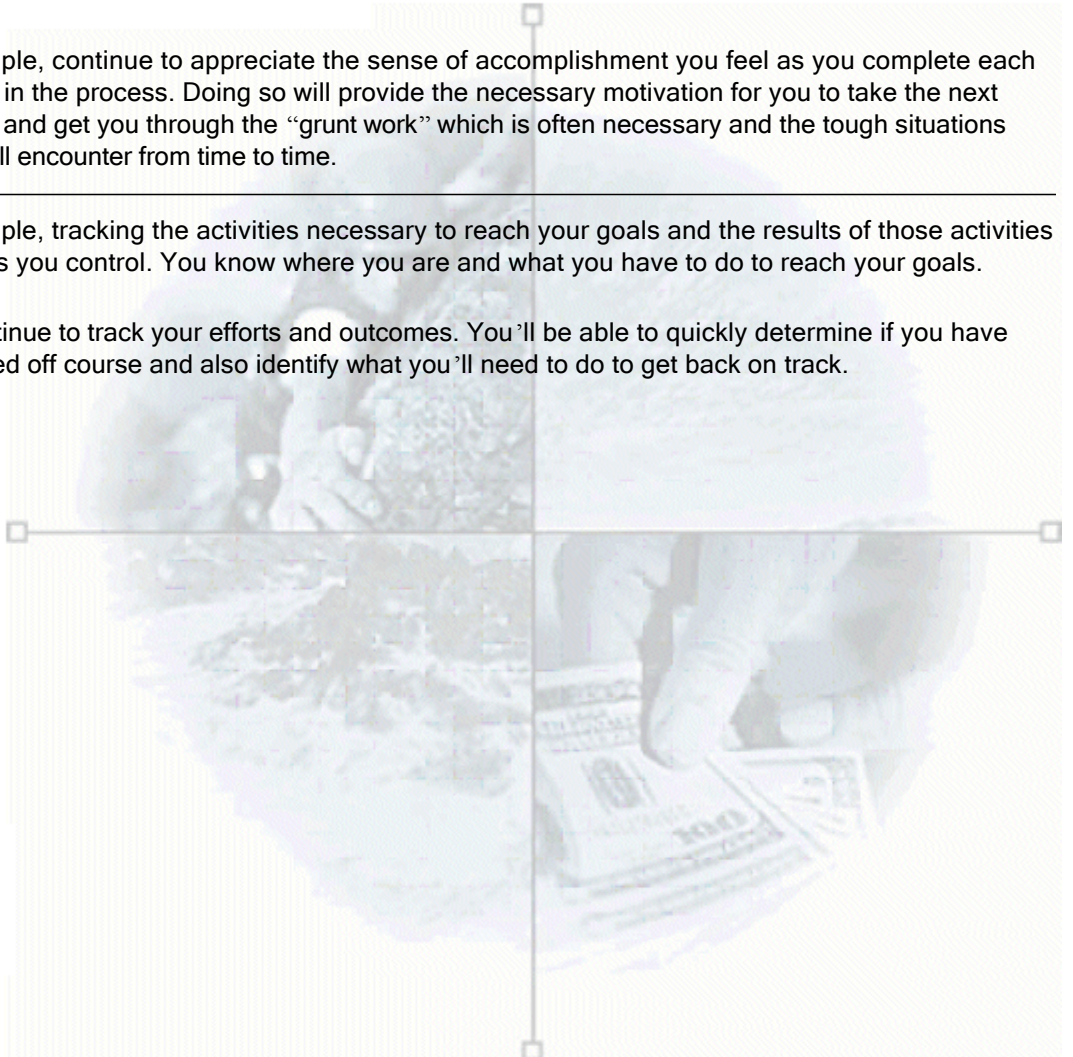 ple, continue to appreciate the sense of accomplishment you feel as you complete each
in the process. Doing so will provide the necessary motivation for you to take the next
and get you through the “grunt work” which is often necessary and the tough situations
ll encounter from time to time.
ple, tracking the activities necessary to reach your goals and the results of those activities
s you control. You know where you are and what you have to do to reach your goals.
tinue to track your efforts and outcomes. You’ll be able to quickly determine if you have
ed off course and also identify what you’ll need to do to get back on track.
100